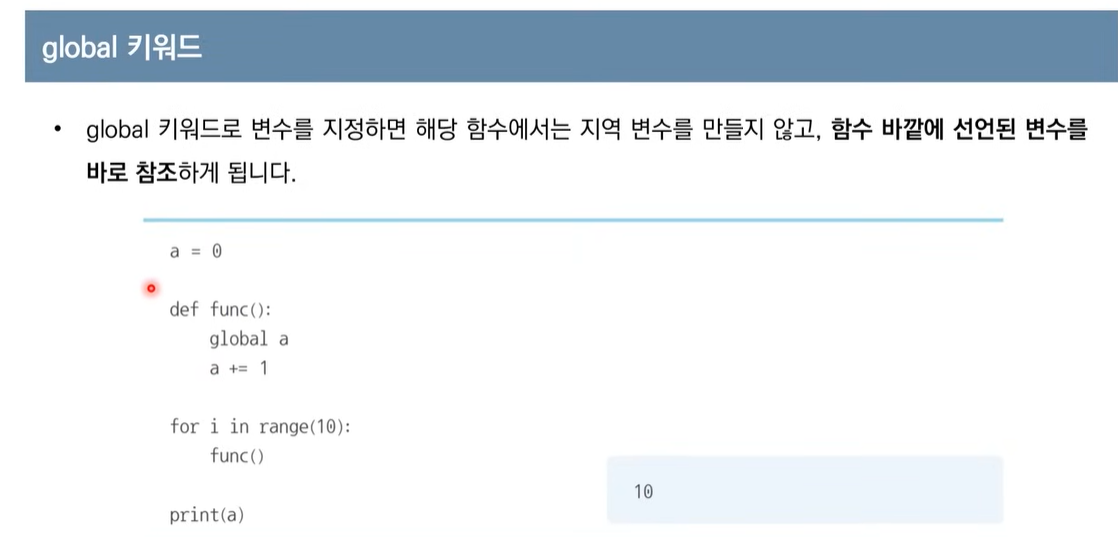 global 키워드
• global 키워드로 변수를 지정하면 해당 함수에서는 지역 변수를 만들지 않고, 함수 바깥에 선언된 변수를
바로 참조하게 됩니다.
a = 0
def func():
    global a
    a += 1
for i in range(10):
    func()
print(a)
10